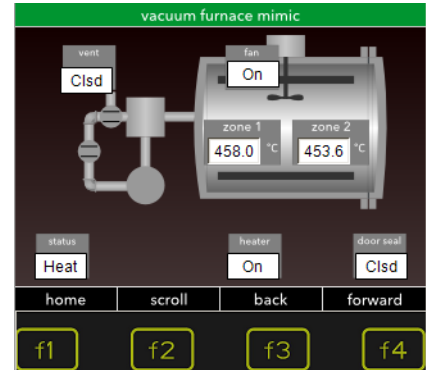 vacuum furnace mimic
vent
Clsd
fan
On
zone 1
458.0 °C
zone 2
453.6 °C
status
Heat
heater
On
door seal
Clsd
home scroll back forward
f1 f2 f3 f4